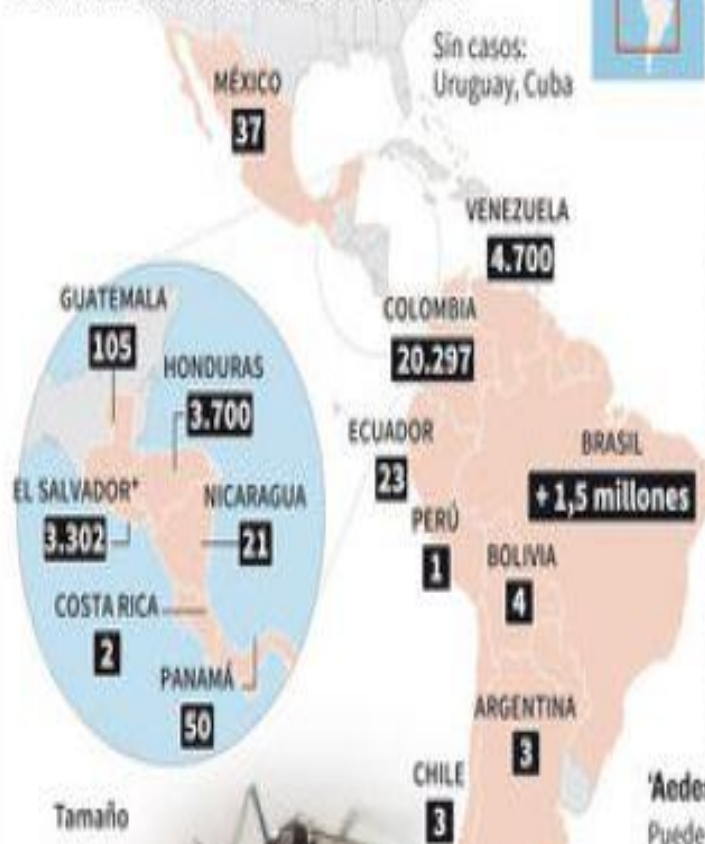 Sin casos:
Uruguay, Cuba
MÉXICO
37
VENEZUELA
4.700
GUATEMALA
105
COLOMBIA
20.297
HONDURAS
3.700
ECUADOR
23
BRASIL
+ 1,5 millones
EL SALVADOR*
3.302
NICARAGUA
21
PERÚ
1
BOLIVIA
4
COSTA RICA
2
PANAMÁ
50
ARGENTINA
3
CHILE
3
Tamaño
'Aede
Puede